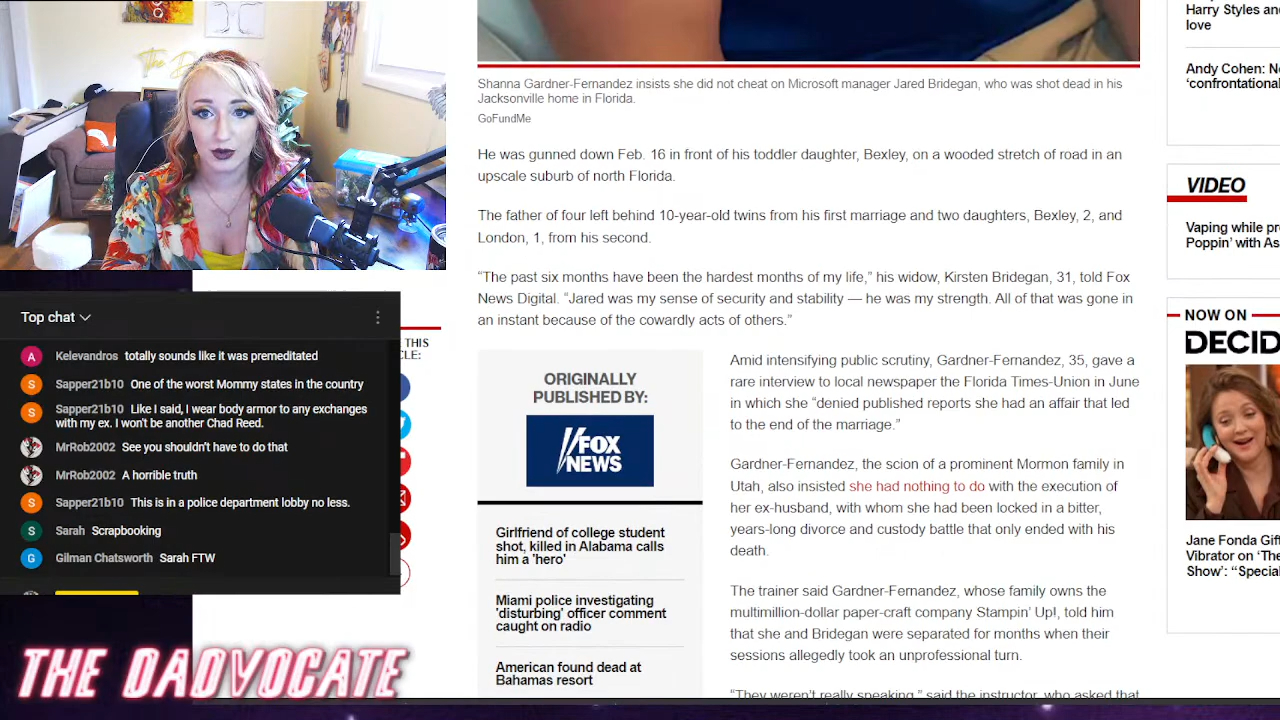 Top chat
Kelevandros totally sounds like it was premeditated
Sapper21b10 One of the worst Mommy states in the country
Sapper21b10 Like I said, I wear body armor to any exchanges
with my ex. I won't be another Chad Reed.
MrRob2002 See you shouldn't have to do that
MrRob2002 A horrible truth
Sapper21b10 This is in a police department lobby no less.
Sarah Scrapbooking
Gilman Chatsworth Sarah FTW
THE DADVOCATE
THIS
CLE:
Shanna Gardner-Fernandez insists she did not cheat on Microsoft manager Jared Bridegan, who was shot dead in his
Jacksonville home in Florida.
GoFundMe
He was gunned down Feb. 16 in front of his toddler daughter, Bexley, on a wooded stretch of road in an
upscale suburb of north Florida.
The father of four left behind 10-year-old twins from his first marriage and two daughters, Bexley, 2, and
London, 1, from his second.
“The past six months have been the hardest months of my life,” his widow, Kirsten Bridegan, 31, told Fox
News Digital. “Jared was my sense of security and stability — he was my strength. All of that was gone in
an instant because of the cowardly acts of others.”
ORIGINALLY
PUBLISHED BY:
FOX
NEWS
Girlfriend of college student
shot, killed in Alabama calls
him a 'hero'
Miami police investigating
'disturbing' officer comment
caught on radio
American found dead at
Bahamas resort
Amid intensifying public scrutiny, Gardner-Fernandez, 35, gave a
rare interview to local newspaper the Florida Times-Union in June
in which she “denied published reports she had an affair that led
to the end of the marriage.”
Gardner-Fernandez, the scion of a prominent Mormon family in
Utah, also insisted she had nothing to do with the execution of
her ex-husband, with whom she had been locked in a bitter,
years-long divorce and custody battle that only ended with his
death.
The trainer said Gardner-Fernandez, whose family owns the
multimillion-dollar paper-craft company Stampin’ Up!, told him
that she and Bridegan were separated for months when their
sessions allegedly took an unprofessional turn.
“They weren’t really speaking,” said the instructor, who asked that
Harry Styles and
love
Andy Cohen: No
‘confrontational
VIDEO
Vaping while pre
Poppin’ with As
NOW ON
DECID
Jane Fonda Gift
Vibrator on ‘The
Show’: “Special